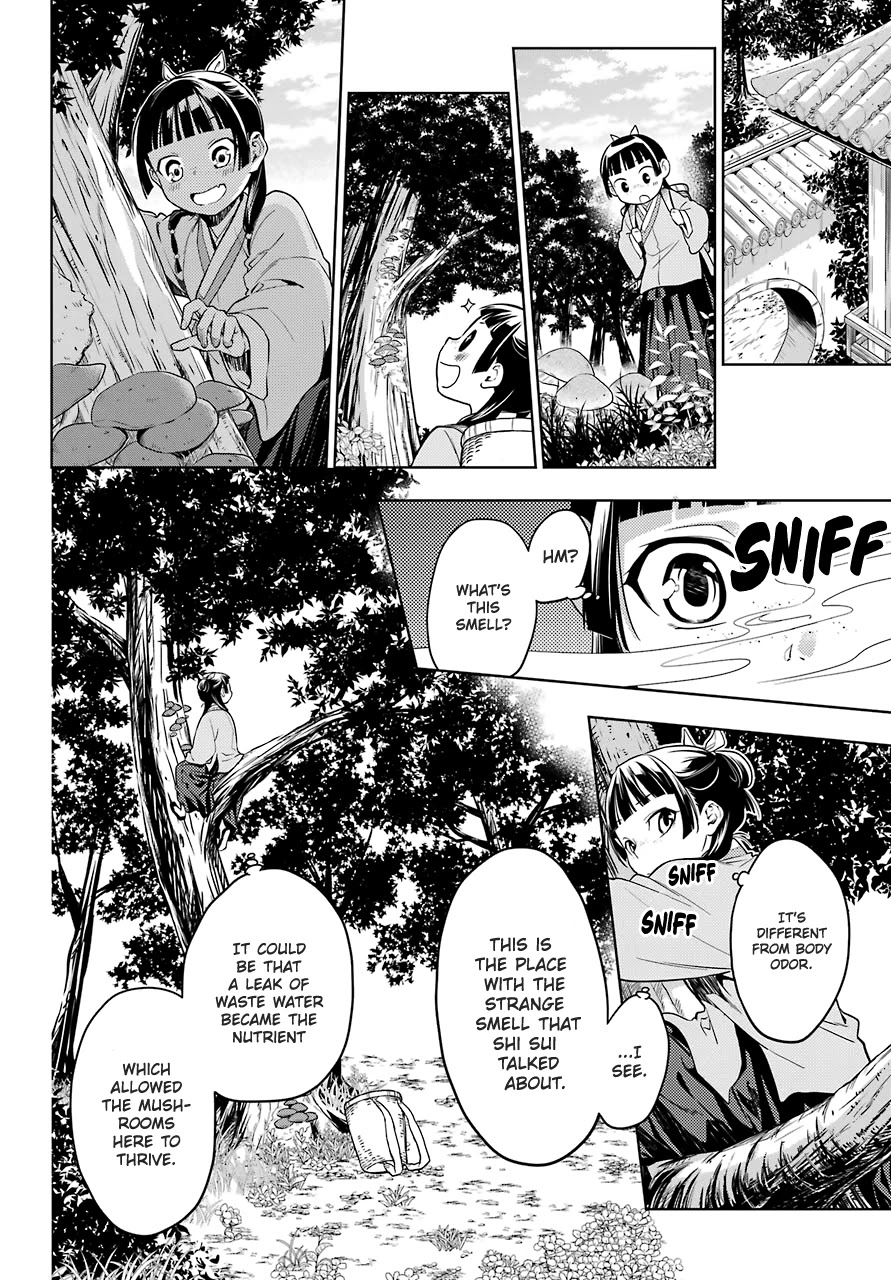 SNIFF
HM?
WHAT'S
THIS
SMELL?
IT'S
DIFFERENT
FROM BODY
ODOR.
SNIFF
SNIFF
...I
SEE.
THIS IS
THE PLACE
WITH THE
STRANGE
SMELL THAT
SHI SUI
TALKED
ABOUT.
IT COULD
BE THAT
A LEAK OF
WASTE WATER
BECAME THE
NUTRIENT
WHICH
ALLOWED
THE MUSH-
ROOMS
HERE TO
THRIVE.